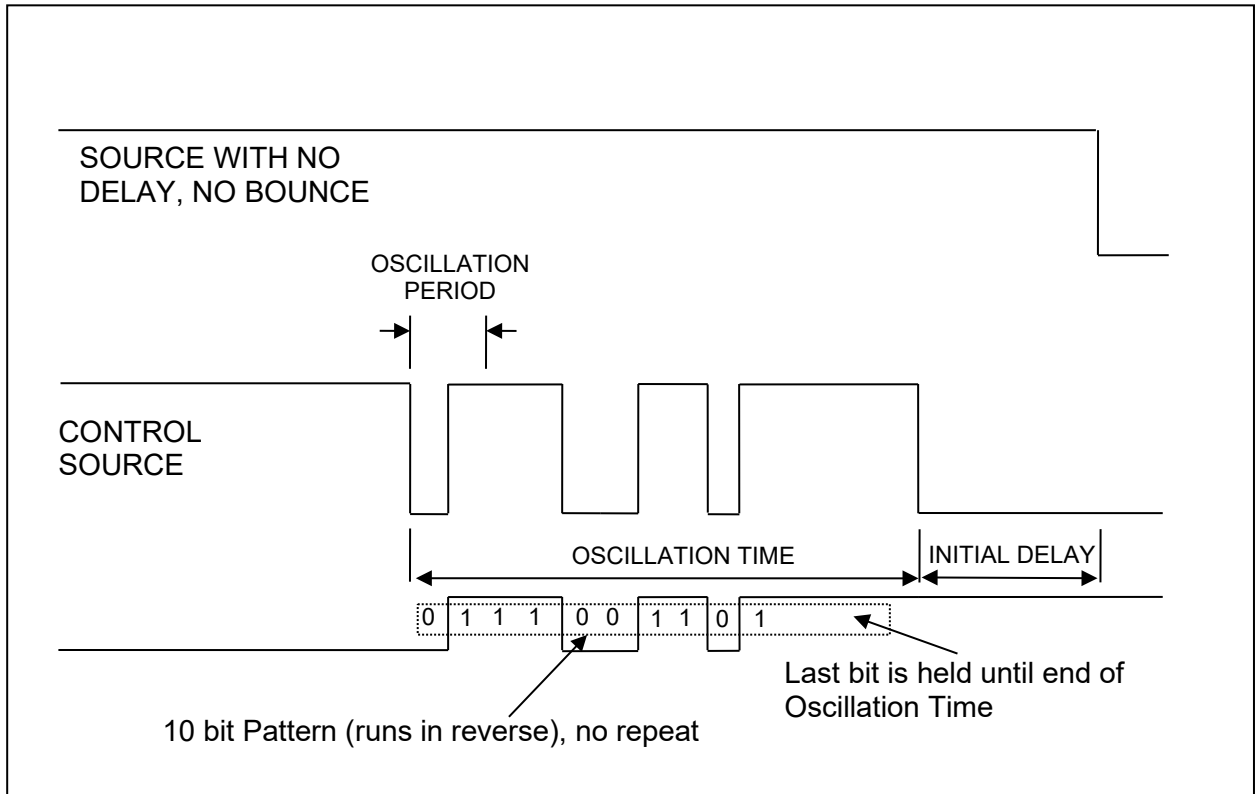 SOURCE WITH NO
DELAY, NO BOUNCE
OSCILLATION
PERIOD
CONTROL
SOURCE
OSCILLATION TIME
INITIAL DELAY
0 1 1 1 0 0 1 1 0 1
Last bit is held until end of
Oscillation Time
10 bit Pattern (runs in reverse), no repeat